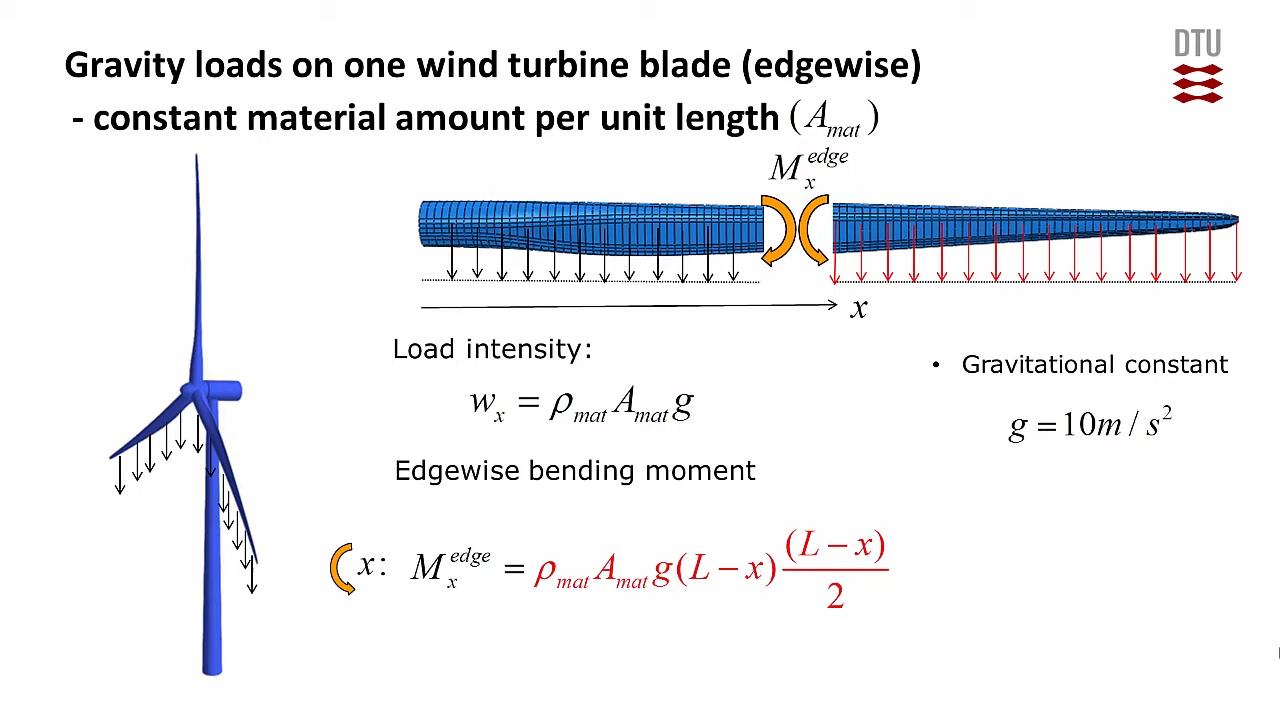 Gravity loads on one wind turbine blade (edgewise)
- constant material amount per unit length (A_mat)
DTU
M_x^edge
x
Load intensity:
w_x = ρ_mat A_mat g
• Gravitational constant
g = 10m / s²
Edgewise bending moment
x: M_x^edge = ρ_mat A_mat g(L − x) (L − x)/2